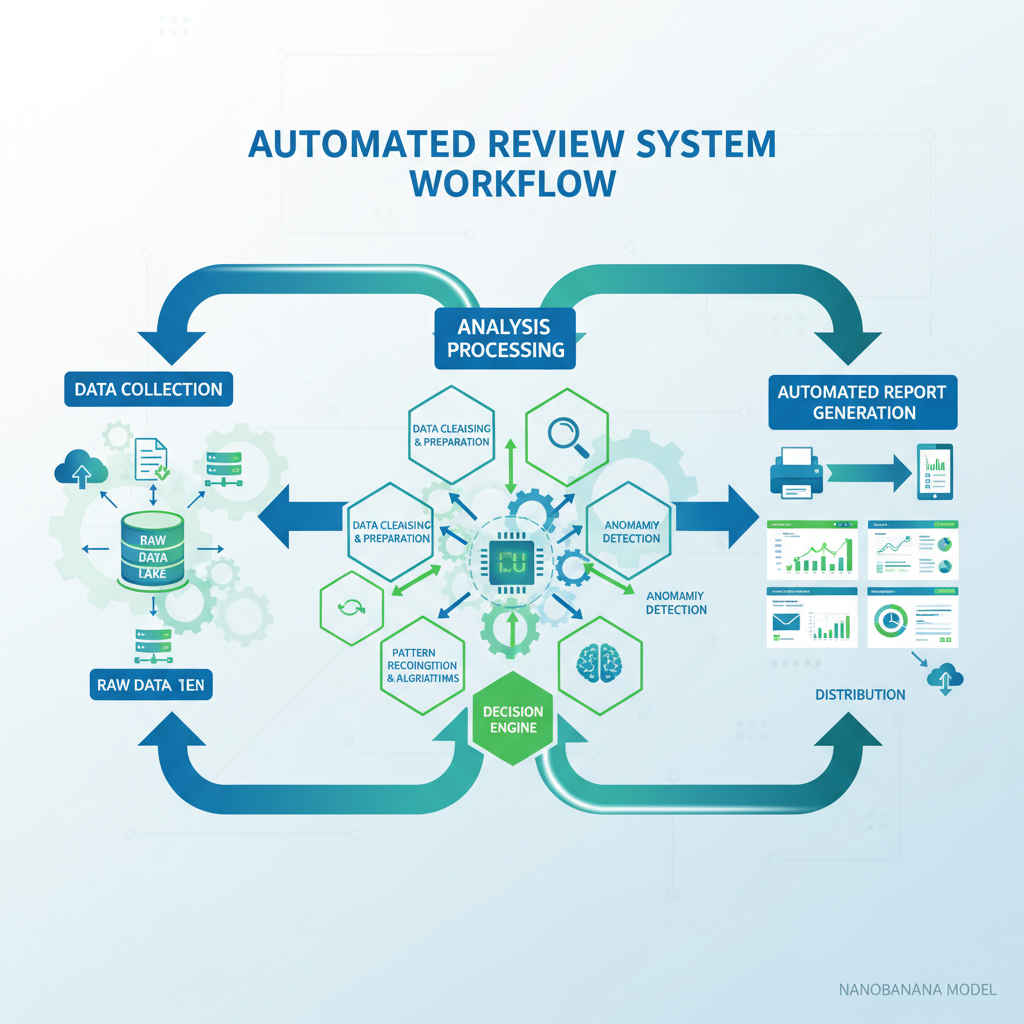 AUTOMATED REVIEW SYSTEM
WORKFLOW
ANALYSIS
PROCESSING
DATA COLLECTION
AUTOMATED REPORT
GENERATION
DATA CLEAISING
& PREPARATION
DATA CLEAISING
& PREPARATION
ANOMAMIY
DETECTION
RAW
DATA
LAKE
ANOMAMIY
DETECTION
PATTERN
RECOINGITION
& ALGRIATIHMS
RAW DATA 1EN
DECISION
ENGINE
DISTRIBUTION
NANOBANANA MODEL